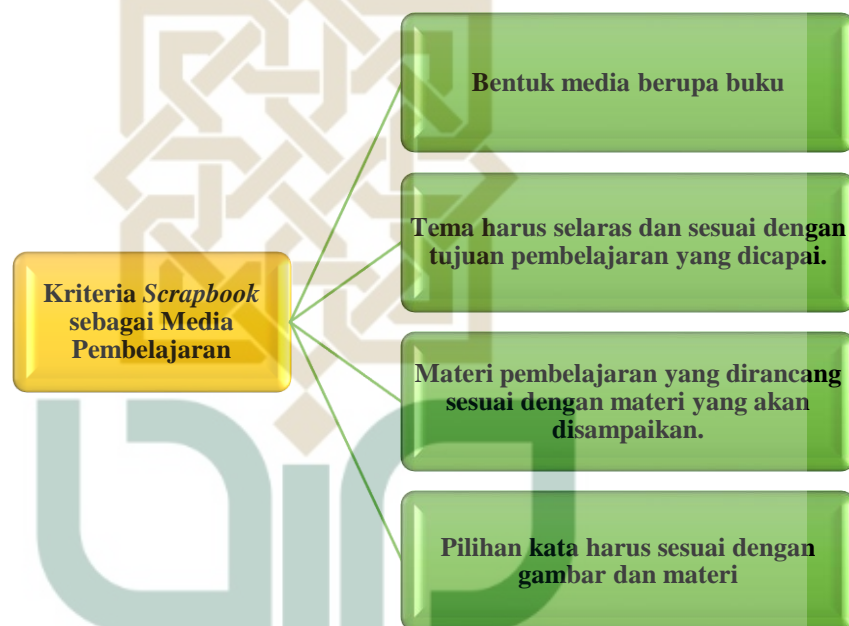 Bentuk media berupa buku
Tema harus selaras dan sesuai dengan
tujuan pembelajaran yang dicapai.
Kriteria Scrapbook
sebagai Media
Pembelajaran
Materi pembelajaran yang dirancang
sesuai dengan materi yang akan
disampaikan.
Pilihan kata harus sesuai dengan
gambar dan materi